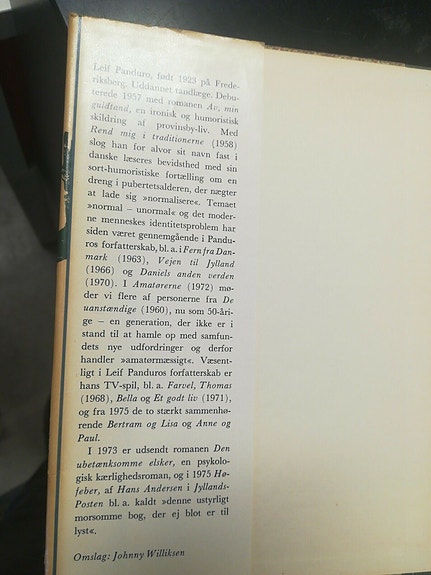 Leif Panduro, født 1923 på Frede-
riksberg. Uddannet tandlæge. Debu-
terede 1957 med romanen Av, min
guldtand, en ironisk og humoristisk
skildring af provinsby-liv. Med
Rend mig i traditionerne (1958)
slog han for alvor sit navn fast i
danske læseres bevidsthed med sin
sort-humoristiske fortælling om en
dreng i pubertetsalderen, der nægter
at lade sig »normalisere«. Temaet
»normal – unormal« og det moder-
ne menneskes identitetsproblem har
siden været gennemgående i Pandu-
ros forfatterskab, bl. a. i Fern fra Dan-
mark (1963), Vejen til Jylland
(1966) og Daniels anden verden
(1970). I Amatørerne (1972) mø-
der vi flere af personerne fra De
uanstændige (1960), nu som 50-åri-
ge – en generation, der ikke er i
stand til at hamle op med samfun-
dets nye udfordringer og derfor
handler »amatørmæssigt«. Væsent-
ligt i Leif Panduros forfatterskab er
hans TV-spil, bl. a. Farvel, Thomas
(1968), Bella og Et godt liv (1971),
og fra 1975 de to stærkt sammenhø-
rende Bertram og Lisa og Anne og
Paul.
I 1973 er udsendt romanen Den
ubetænksomme elsker, en psykolo-
gisk kærlighedsroman, og i 1975 Hø-
feber, af Hans Andersen i Jyllands-
Posten bl. a. kaldt »denne ustyrligt
morsomme bog, der ej blot er til
lyst«.
Omslag: Johnny Williksen